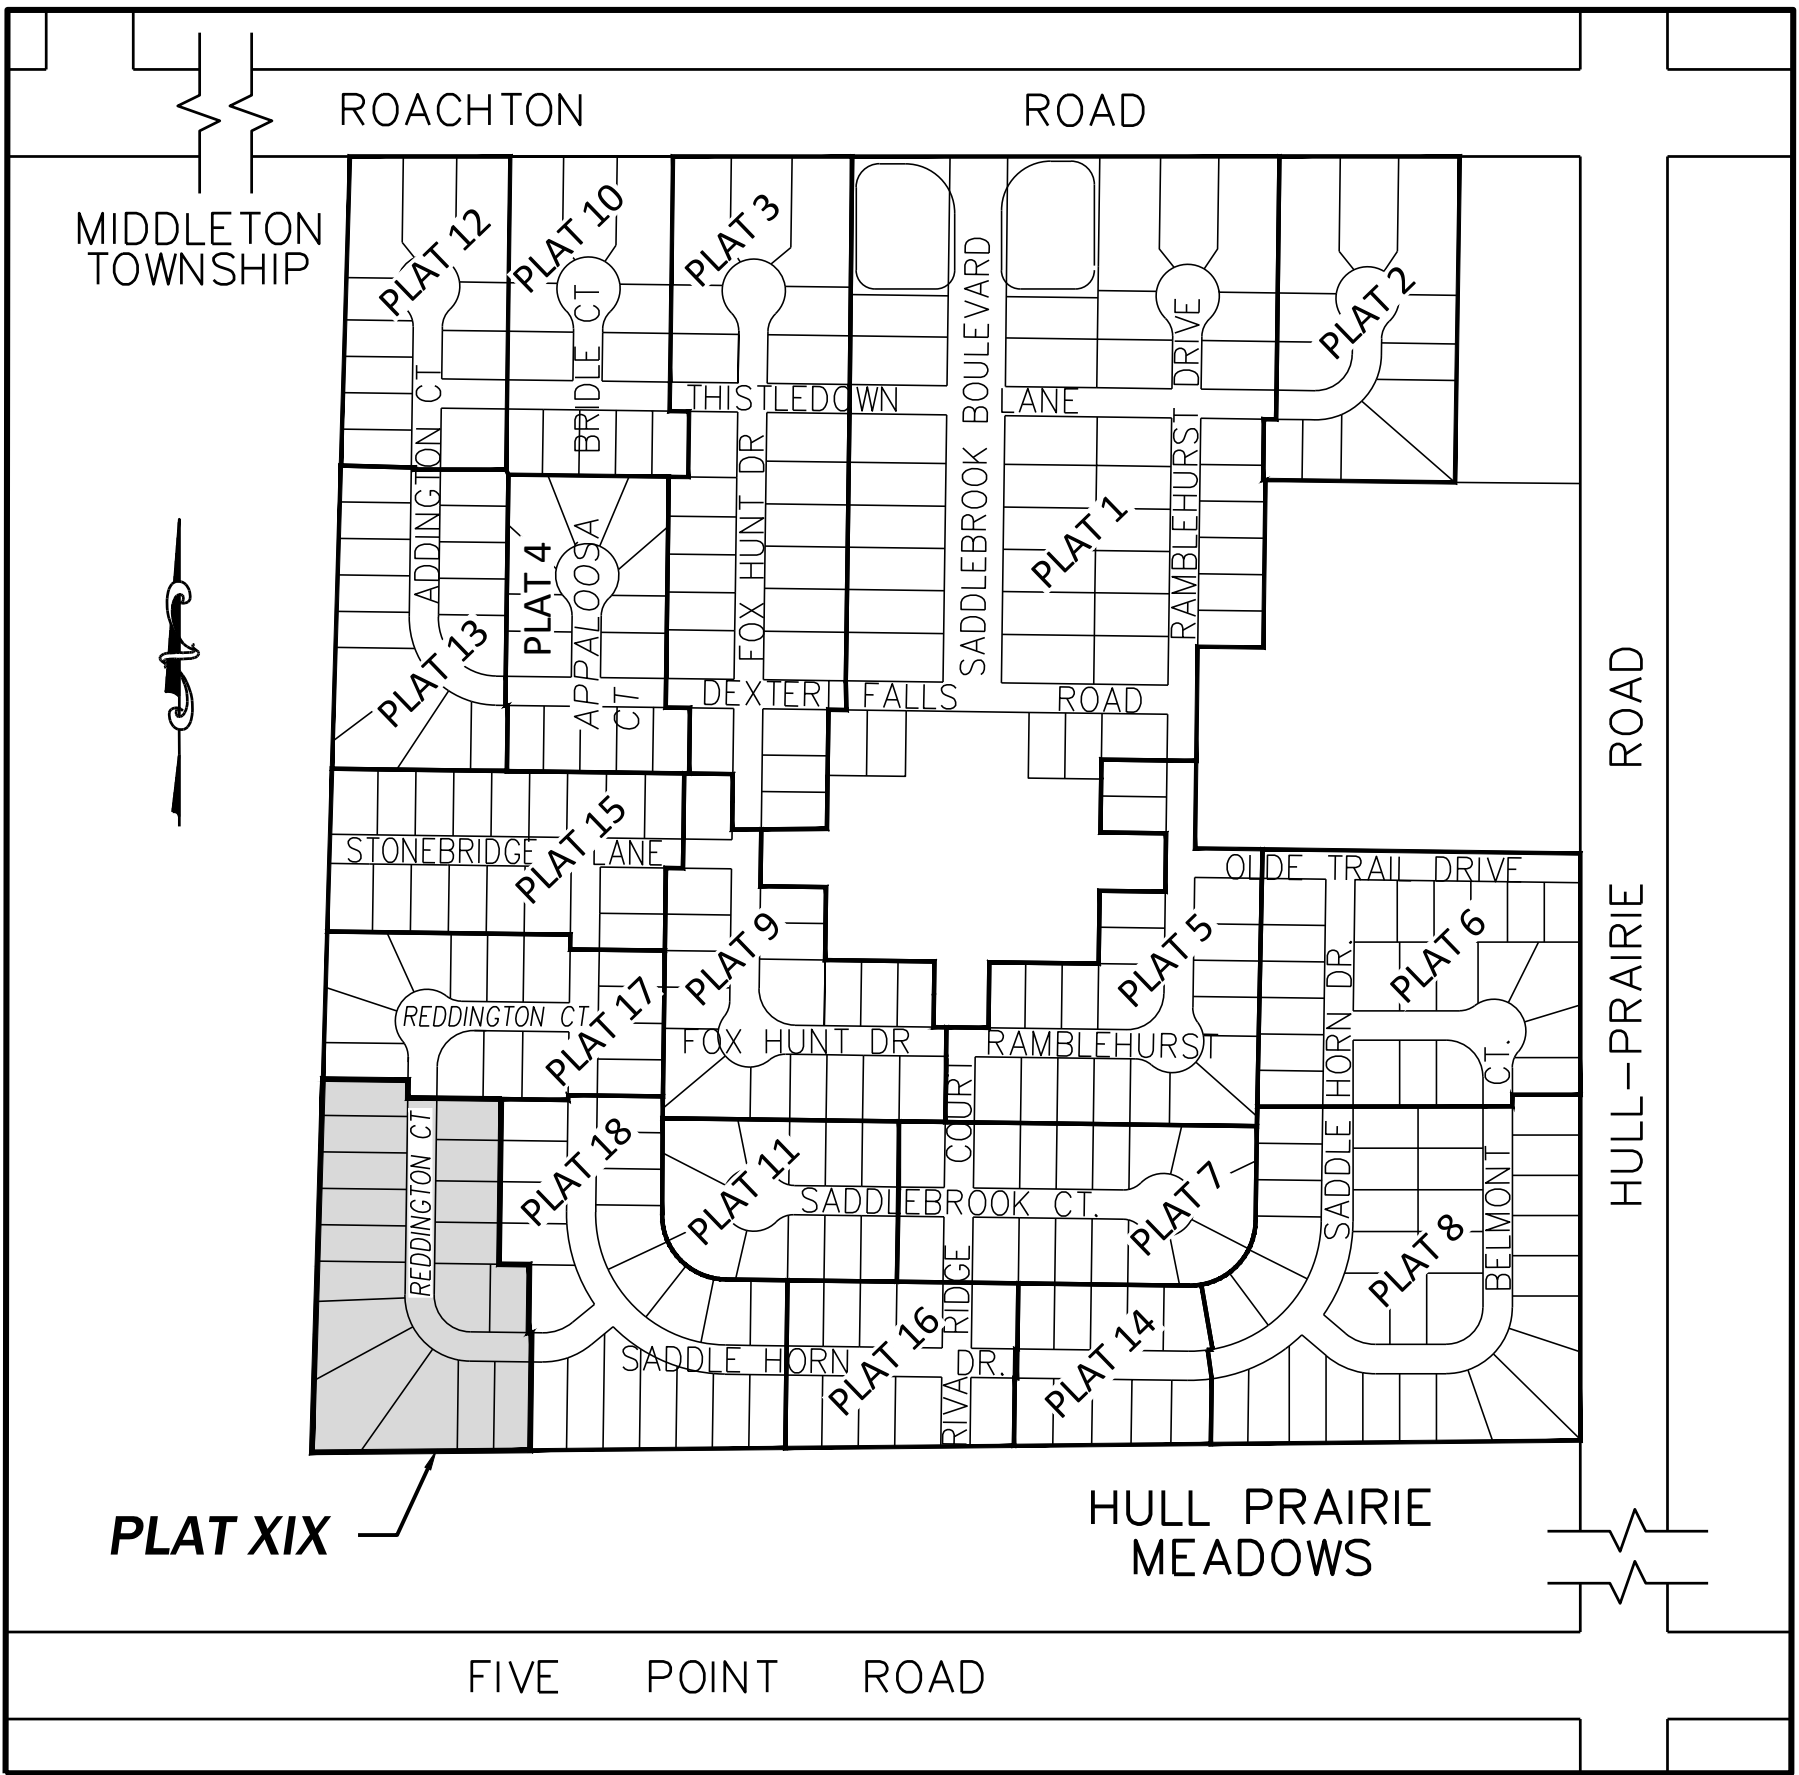 ROACHTON ROAD
MIDDLETON
TOWNSHIP
PLAT 12
PLAT 10
PLAT 3
PLAT 2
BRIDLE CT
SADDLEBROOK BOULEVARD
DRIVE
RAMBLEHURST
THISTLEDOWN LANE
ADDINGTON CT
ADDINGTON CT
FOX HUNT DR
PLAT 1
PLAT 4
APPALOOSA
CT
PLAT 13
DEXTER FALLS ROAD
PLAT 15
STONEBRIDGE LANE
OLDE TRAIL DRIVE
HULL-PRAIRIE ROAD
PLAT 9
PLAT 5
PLAT 6
SADDLE HORN DR.
REDDINGTON CT
PLAT 17
FOX HUNT DR
RAMBLEHURST
CT.
BELMONT
REDDINGTON CT
PLAT 18
PLAT 11
SADDLEBROOK CT.
PLAT 7
RIVA RIDGE COURT
SADDLE
PLAT 8
PLAT 16
PLAT 14
SADDLE HORN DR.
PLAT XIX
HULL PRAIRIE
MEADOWS
FIVE POINT ROAD